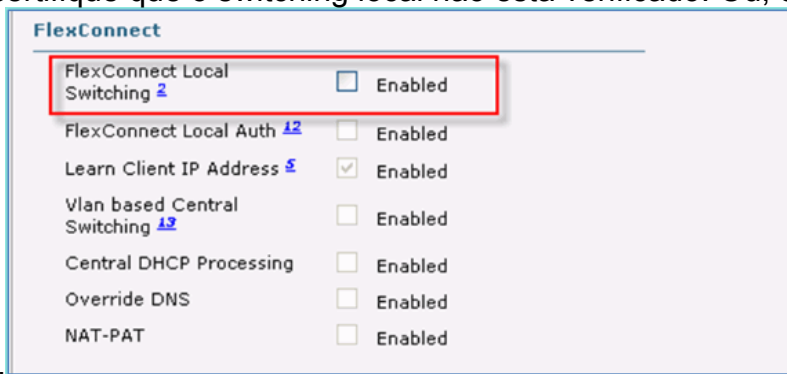 FlexConnect
FlexConnect Local
Switching 2 Enabled
FlexConnect Local Auth 12 Enabled
Learn Client IP Address 5 Enabled
Vlan based Central
Switching 13 Enabled
Central DHCP Processing Enabled
Override DNS Enabled
NAT-PAT Enabled